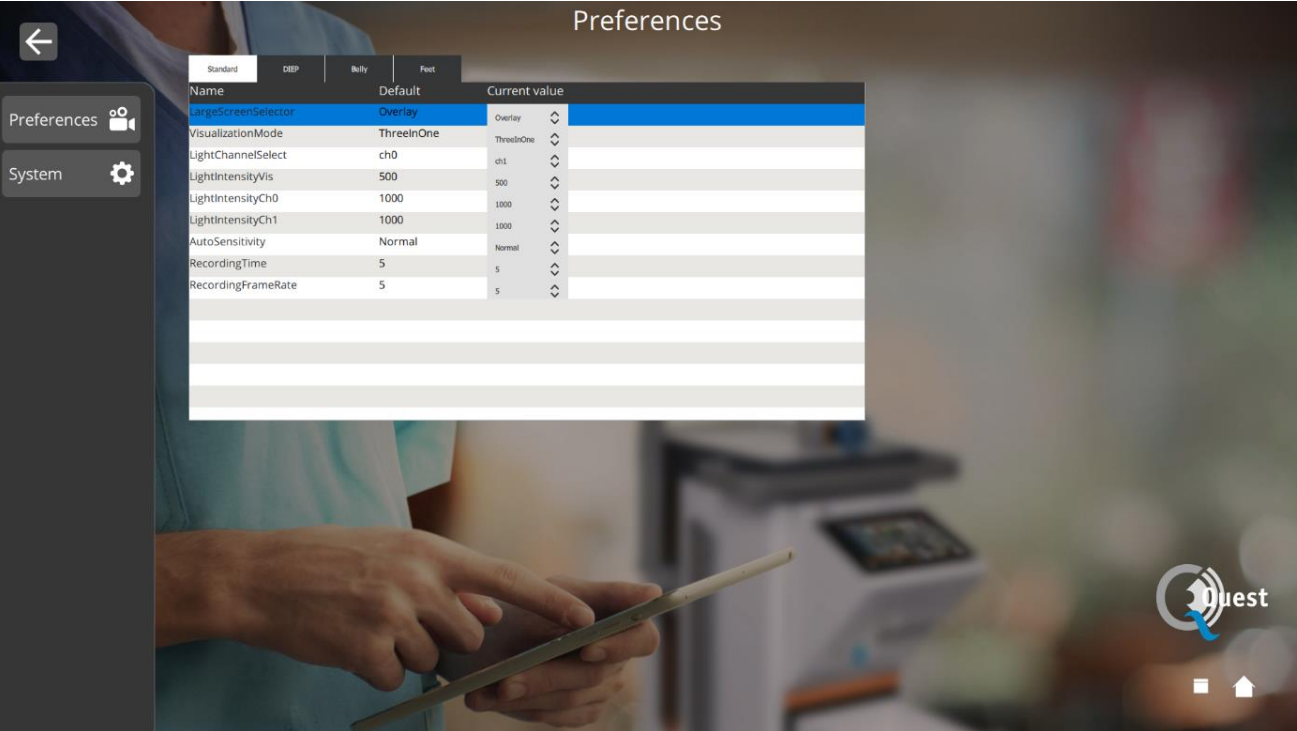 Preferences
Standard DIEP Belly Feet
Name Default Current value
LargeScreenSelector Overlay Overlay
VisualizationMode ThreeInOne ThreeInOne
LightChannelSelect ch0 ch1
LightIntensityVis 500 500
LightIntensityCh0 1000 1000
LightIntensityCh1 1000 1000
AutoSensitivity Normal Normal
RecordingTime 5 5
RecordingFrameRate 5 5
Preferences
System
Quest